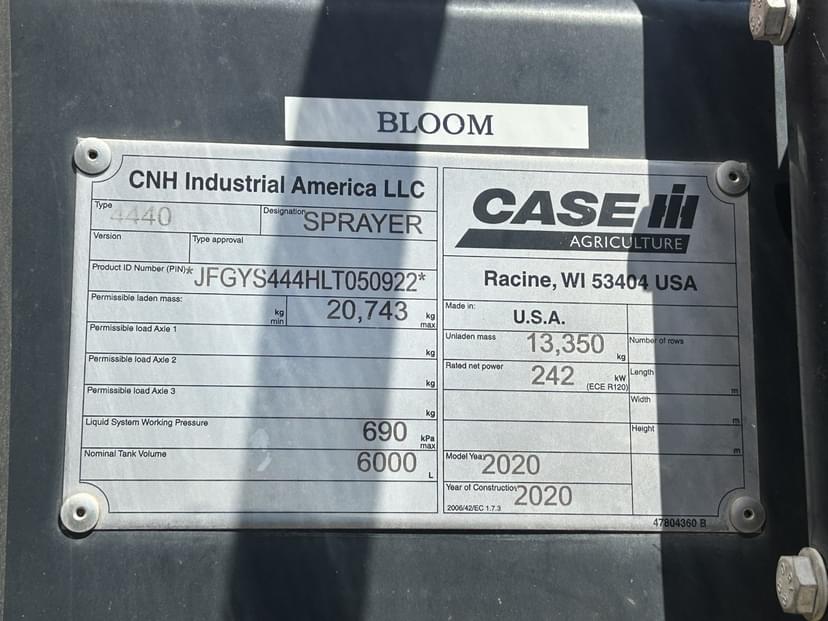 BLOOM
CNH Industrial America LLC
Type
4440
Designation
SPRAYER
Version
Type approval
Product ID Number (PIN)
*JFGYS444HLT050922*
Permissible laden mass:
kg
min
20,743
kg
max
Permissible load Axle 1
kg
Permissible load Axle 2
kg
Permissible load Axle 3
kg
Liquid System Working Pressure
690
kPa
max
Nominal Tank Volume
6000
L
CASE IH
AGRICULTURE
Racine, WI 53404 USA
Made in:
U.S.A.
Unladen mass
13,350
kg
Number of rows
Rated net power
242
kW
(ECE R120)
Length
m
Width
m
Height
m
Model Year
2020
Year of Construction
2020
2006/42/EC 1.7.3
47804360 B